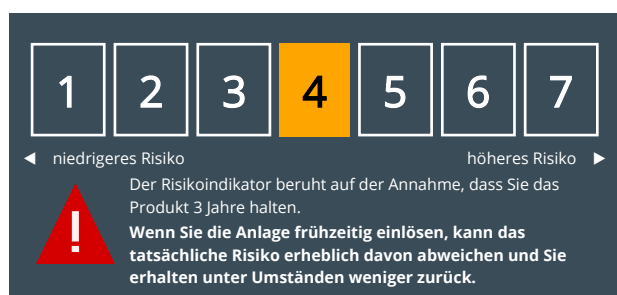 1 2 3 4 5 6 7
◀ niedrigeres Risiko höheres Risiko ▶
Der Risikoindikator beruht auf der Annahme, dass Sie das
Produkt 3 Jahre halten.
!
Wenn Sie die Anlage frühzeitig einlösen, kann das
tatsächliche Risiko erheblich davon abweichen und Sie
erhalten unter Umständen weniger zurück.